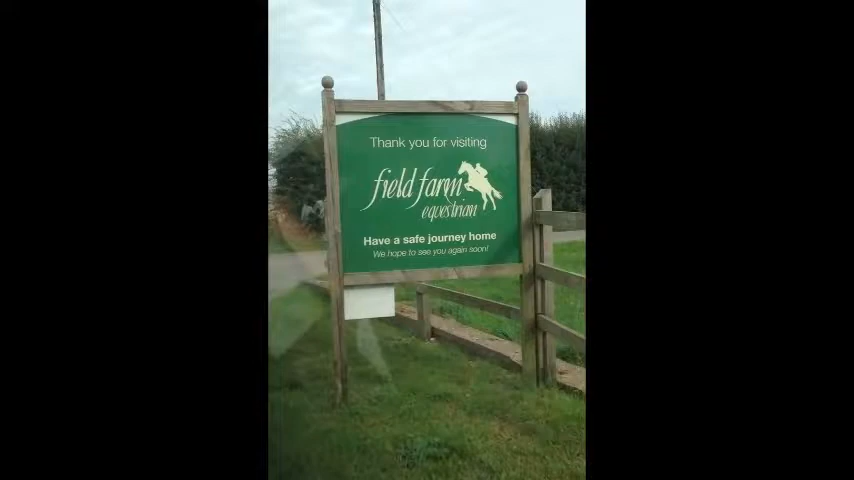 Thank you for visiting
field farm
equestrian
Have a safe journey home
We hope to see you again soon!